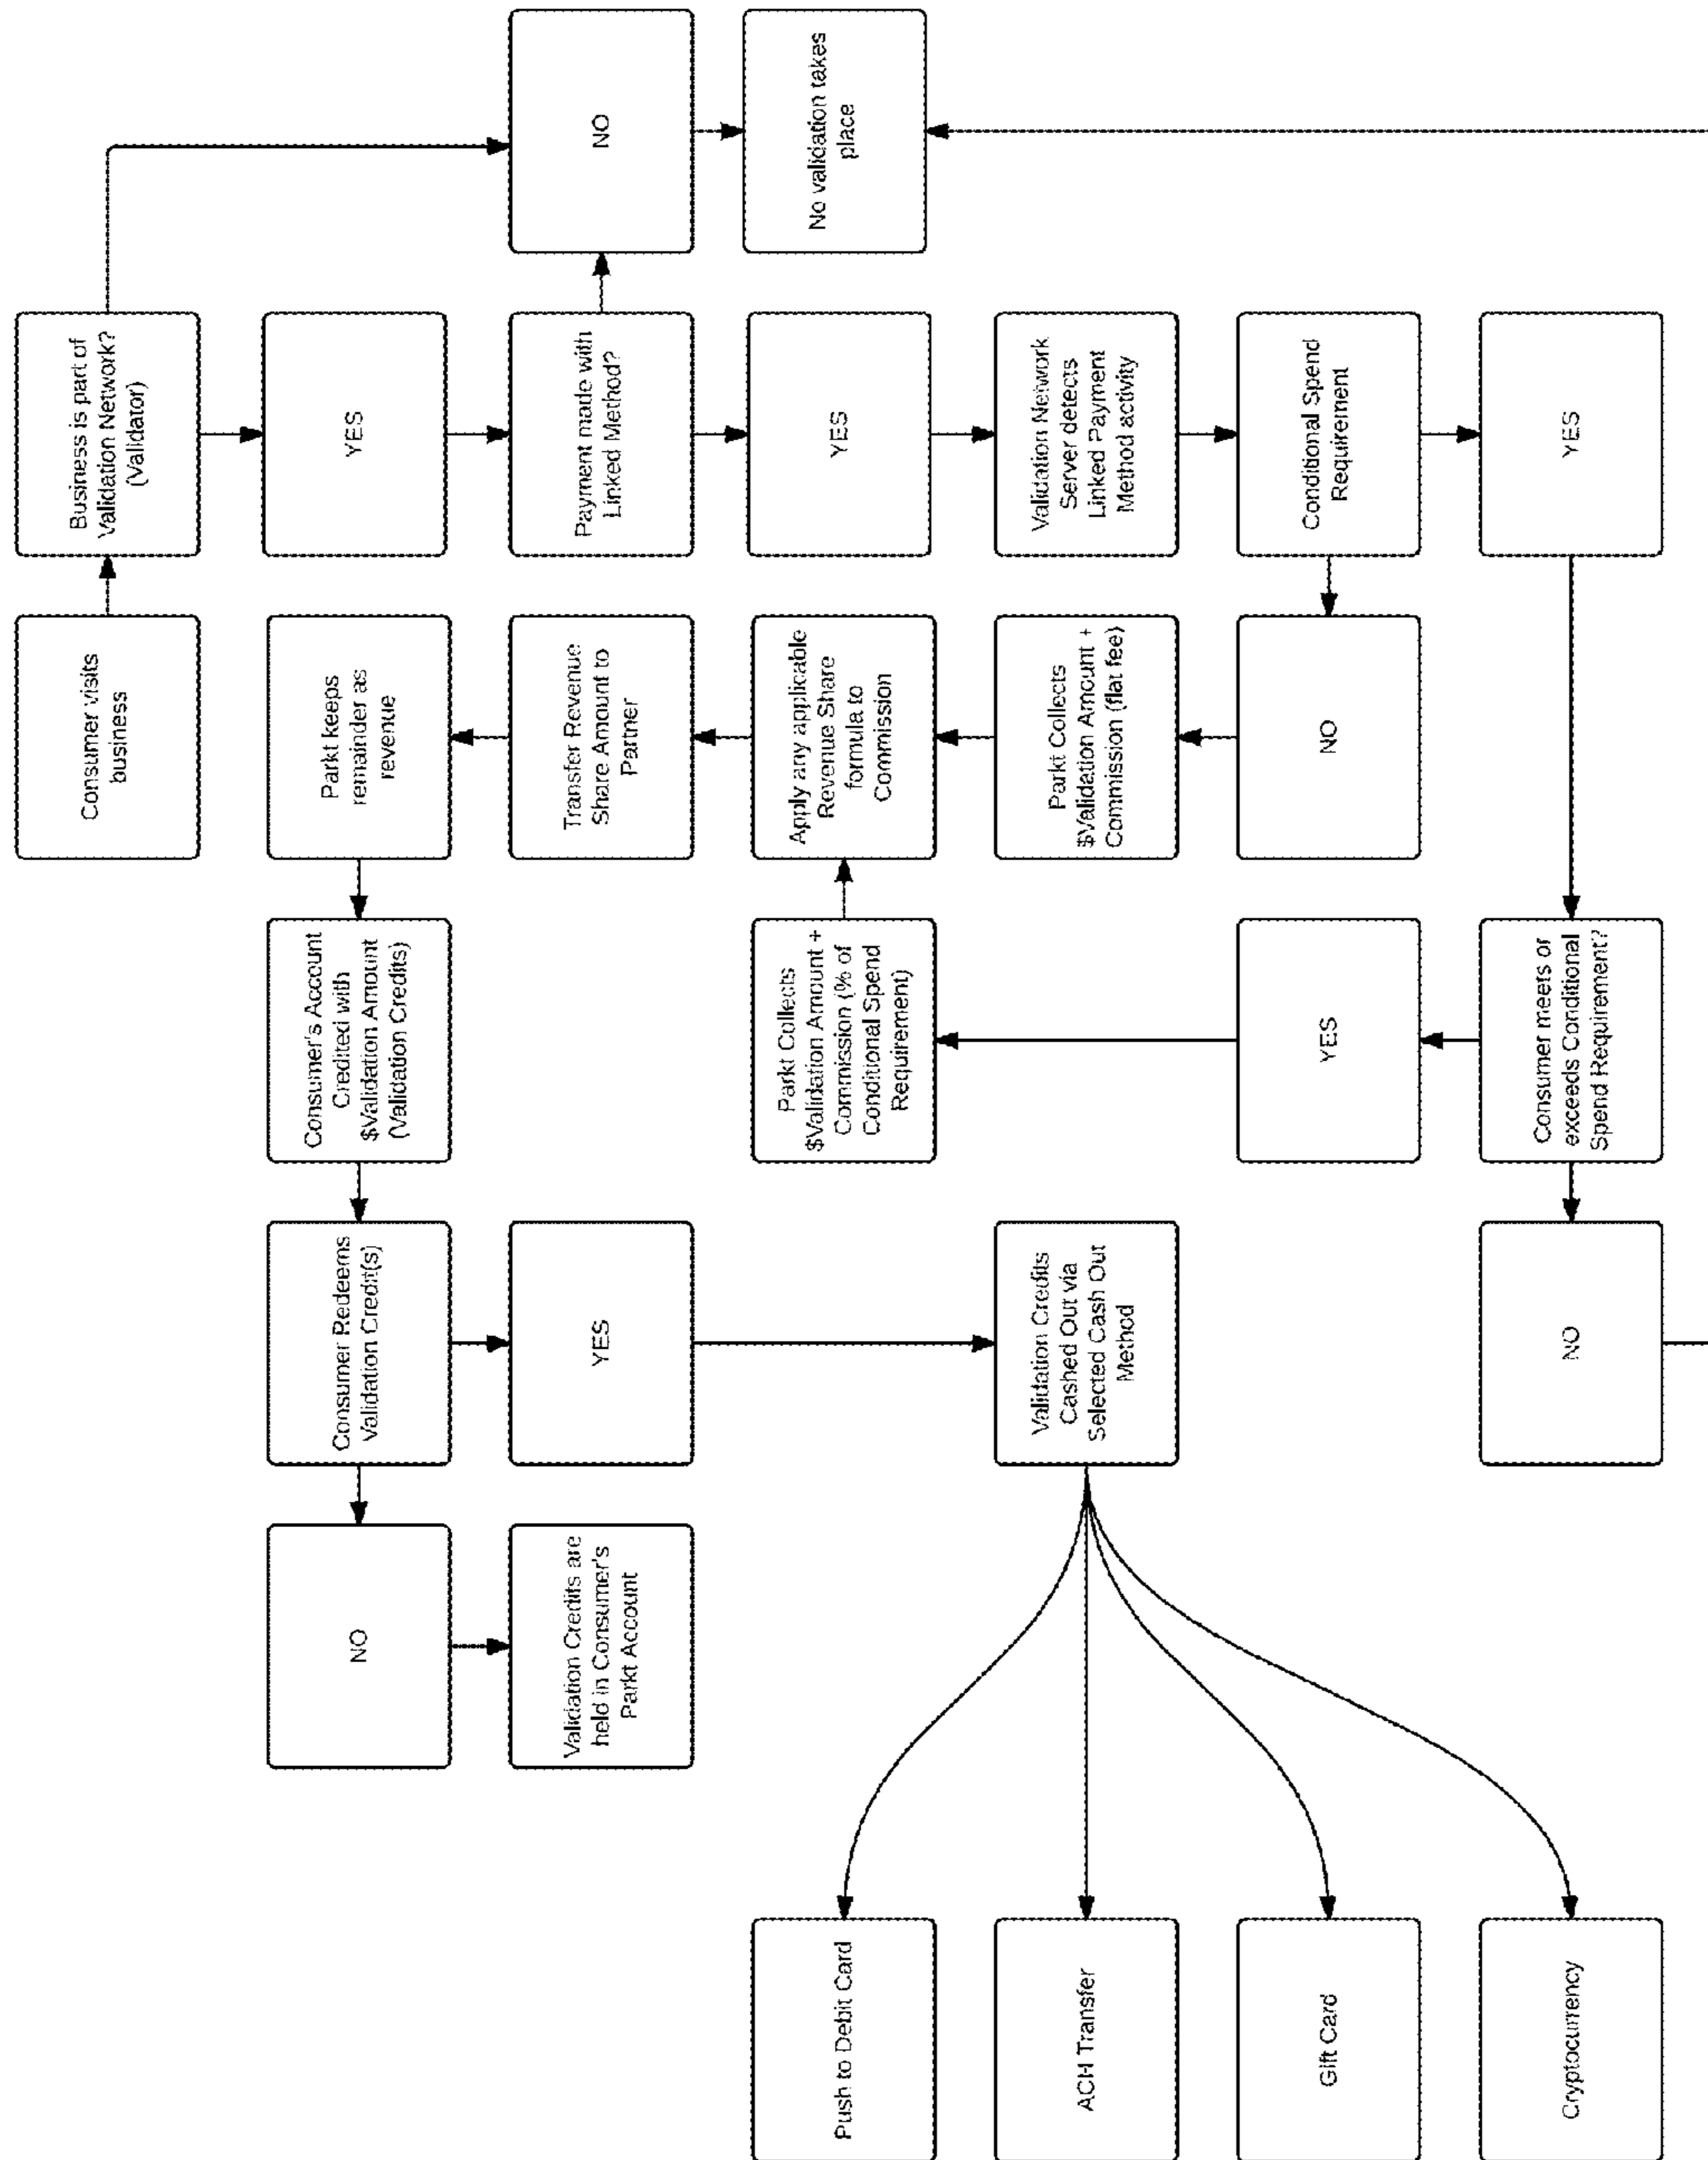 Consumer visits
business
Business is part of
Validation Network?
(Validator)
YES
Payment made with
Linked Method?
NO
No validation takes
place
YES
Validation Network
Server detects
Linked Payment
Method activity
Conditional Spend
Requirement
YES
NO
Parkt Collects
$Validation Amount +
Commission (flat fee)
Apply any applicable
Revenue Share
formula to
Commission
Transfer Revenue
Share Amount to
Partner
Parkt keeps
remainder as
revenue
Consumer's Account
Credited with
$Validation Amount
(Validation Credits)
Parkt Collects
$Validation Amount +
Commission (% of
Conditional Spend
Requirement)
YES
Consumer meets or
exceeds Conditional
Spend Requirement?
NO
Consumer Redeems
Validation Credit(s)
YES
Validation Credits
Cashed Out via
Selected Cash Out
Method
NO
Validation Credits are
held in Consumer's
Parkt Account
Push to Debit Card
ACH Transfer
Gift Card
Cryptocurrency